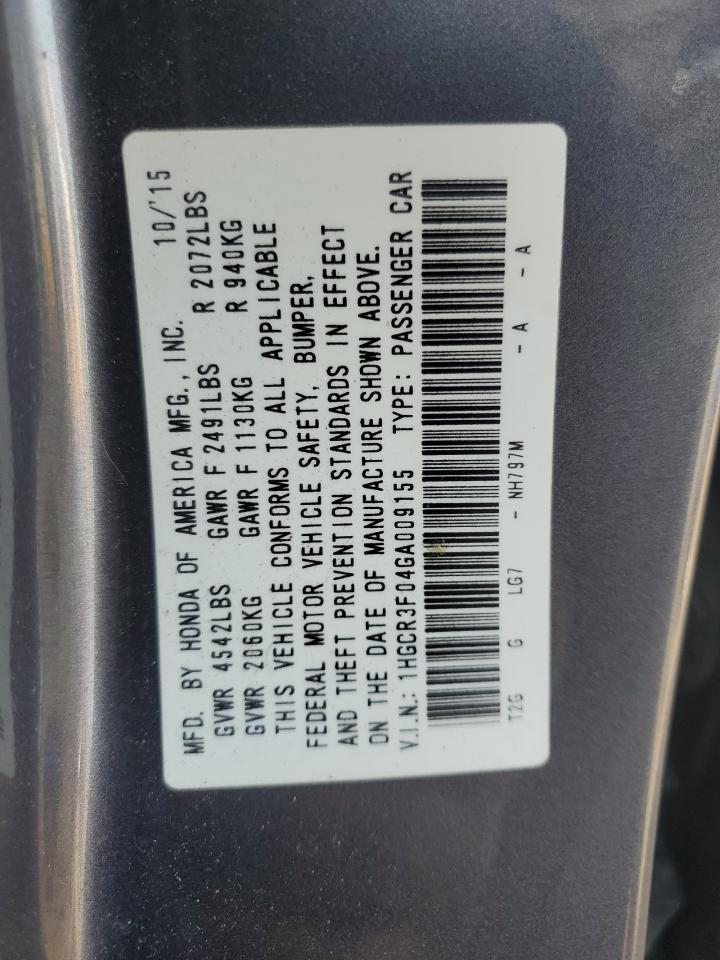 MFD. BY HONDA OF AMERICA MFG., INC. 10/'15
GVWR 4542LBS GAWR F 2491LBS R 2072LBS
GVWR 2060KG GAWR F 1130KG R 940KG
THIS VEHICLE CONFORMS TO ALL APPLICABLE
FEDERAL MOTOR VEHICLE SAFETY, BUMPER,
AND THEFT PREVENTION STANDARDS IN EFFECT
ON THE DATE OF MANUFACTURE SHOWN ABOVE.
V.I.N.: 1HGCR3F04GA009155 TYPE: PASSENGER CAR
T2G G LG7 - NH797M - A - A